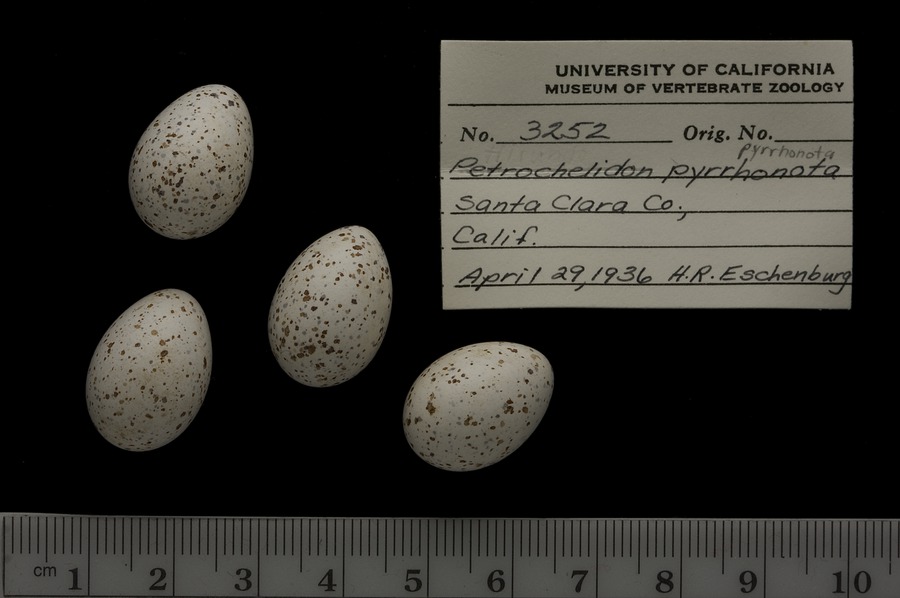 UNIVERSITY OF CALIFORNIA
MUSEUM OF VERTEBRATE ZOOLOGY
No. 3252 Orig. No.
pyrrhonota
Petrochelidon pyrrhonota
Santa Clara Co.,
Calif.
April 29, 1936 H.R. Eschenburg
cm 1 2 3 4 5 6 7 8 9 10